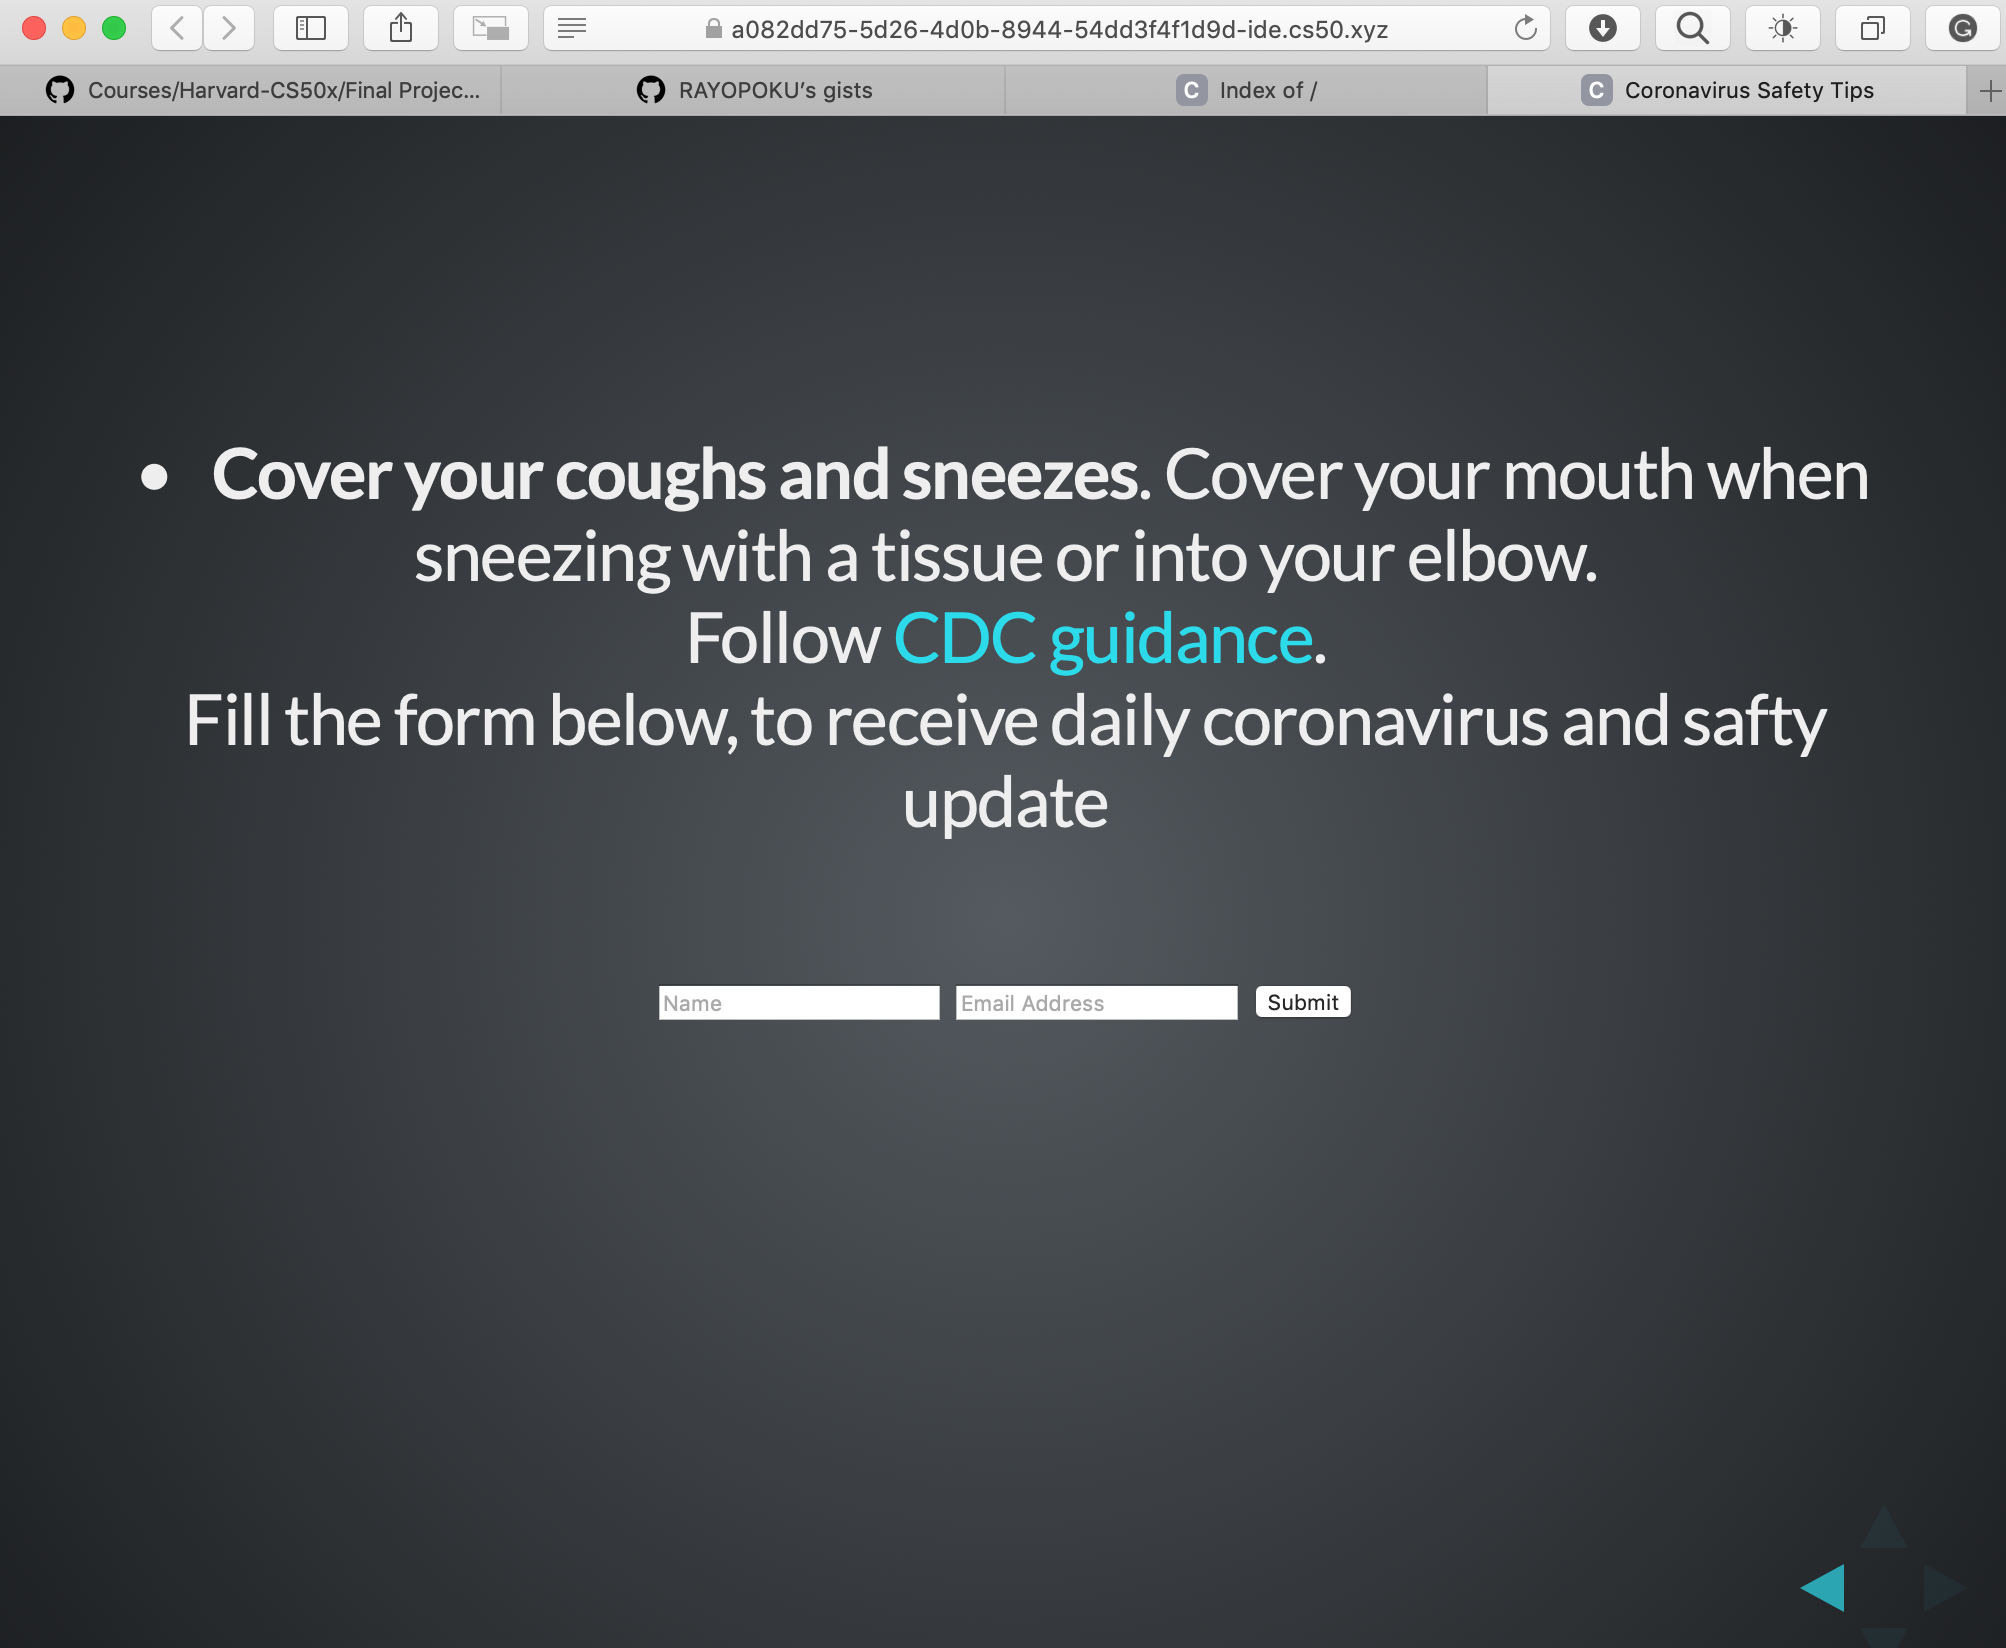 a082dd75-5d26-4d0b-8944-54dd3f4f1d9d-ide.cs50.xyz
Courses/Harvard-CS50x/Final Projec...
RAYOPOKU’s gists
C Index of /
C Coronavirus Safety Tips
• Cover your coughs and sneezes. Cover your mouth when
sneezing with a tissue or into your elbow.
Follow CDC guidance.
Fill the form below, to receive daily coronavirus and safty
update
Name
Email Address
Submit